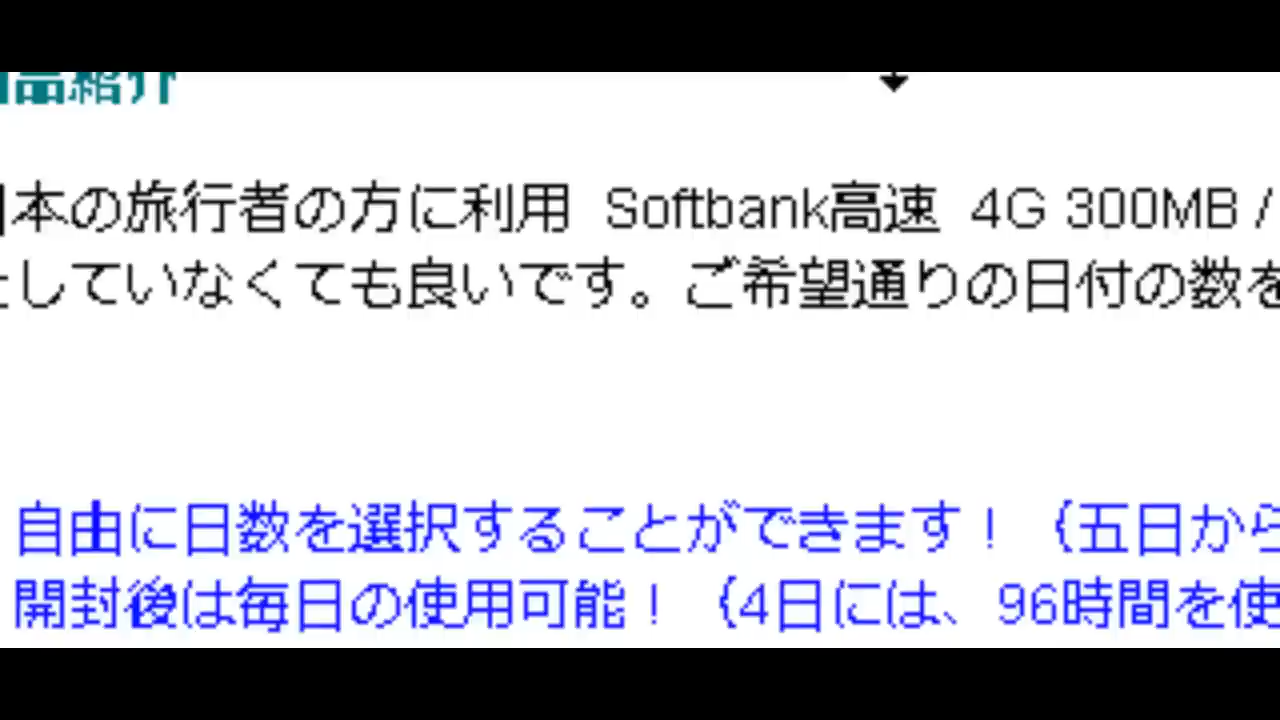 品紹介
日本の旅行者の方に利用 Softbank高速 4G 300MB /
としていなくても良いです。ご希望通りの日付の数を
自由に日数を選択することができます！（五日から
開封後は毎日の使用可能！（4日には、96時間を使